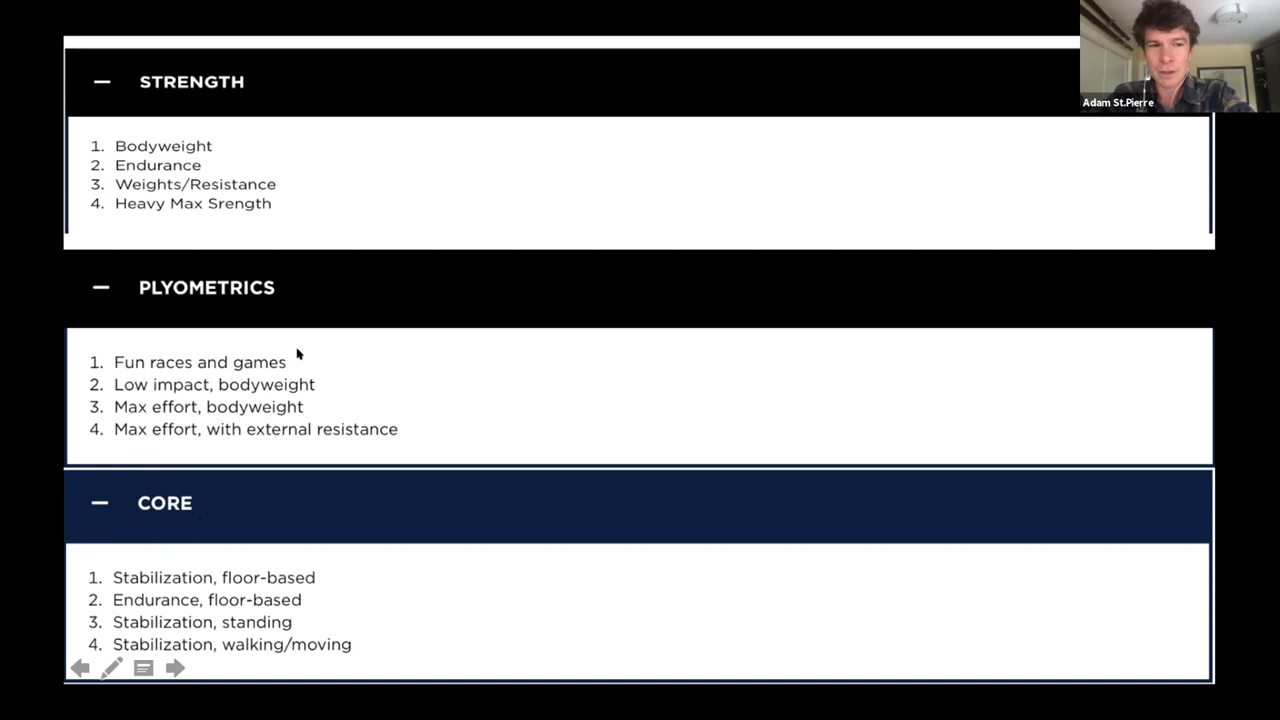 STRENGTH
1. Bodyweight
2. Endurance
3. Weights/Resistance
4. Heavy Max Srength
Adam St.Pierre
PLYOMETRICS
1. Fun races and games
2. Low impact, bodyweight
3. Max effort, bodyweight
4. Max effort, with external resistance
CORE
1. Stabilization, floor-based
2. Endurance, floor-based
3. Stabilization, standing
4. Stabilization, walking/moving